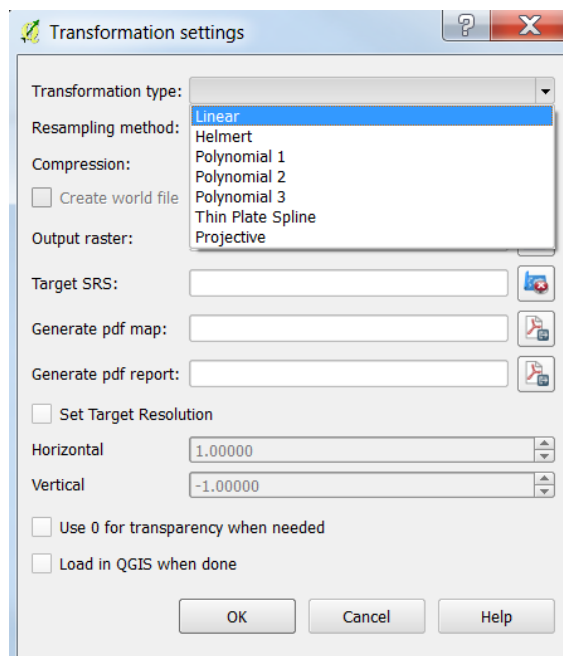 Transformation settings
?
X
Transformation type:
Linear
Helmert
Polynomial 1
Polynomial 2
Polynomial 3
Thin Plate Spline
Projective
Resampling method:
Compression:
Create world file
Output raster:
Target SRS:
Generate pdf map:
Generate pdf report:
Set Target Resolution
Horizontal 1.00000
Vertical -1.00000
Use 0 for transparency when needed
Load in QGIS when done
OK Cancel Help